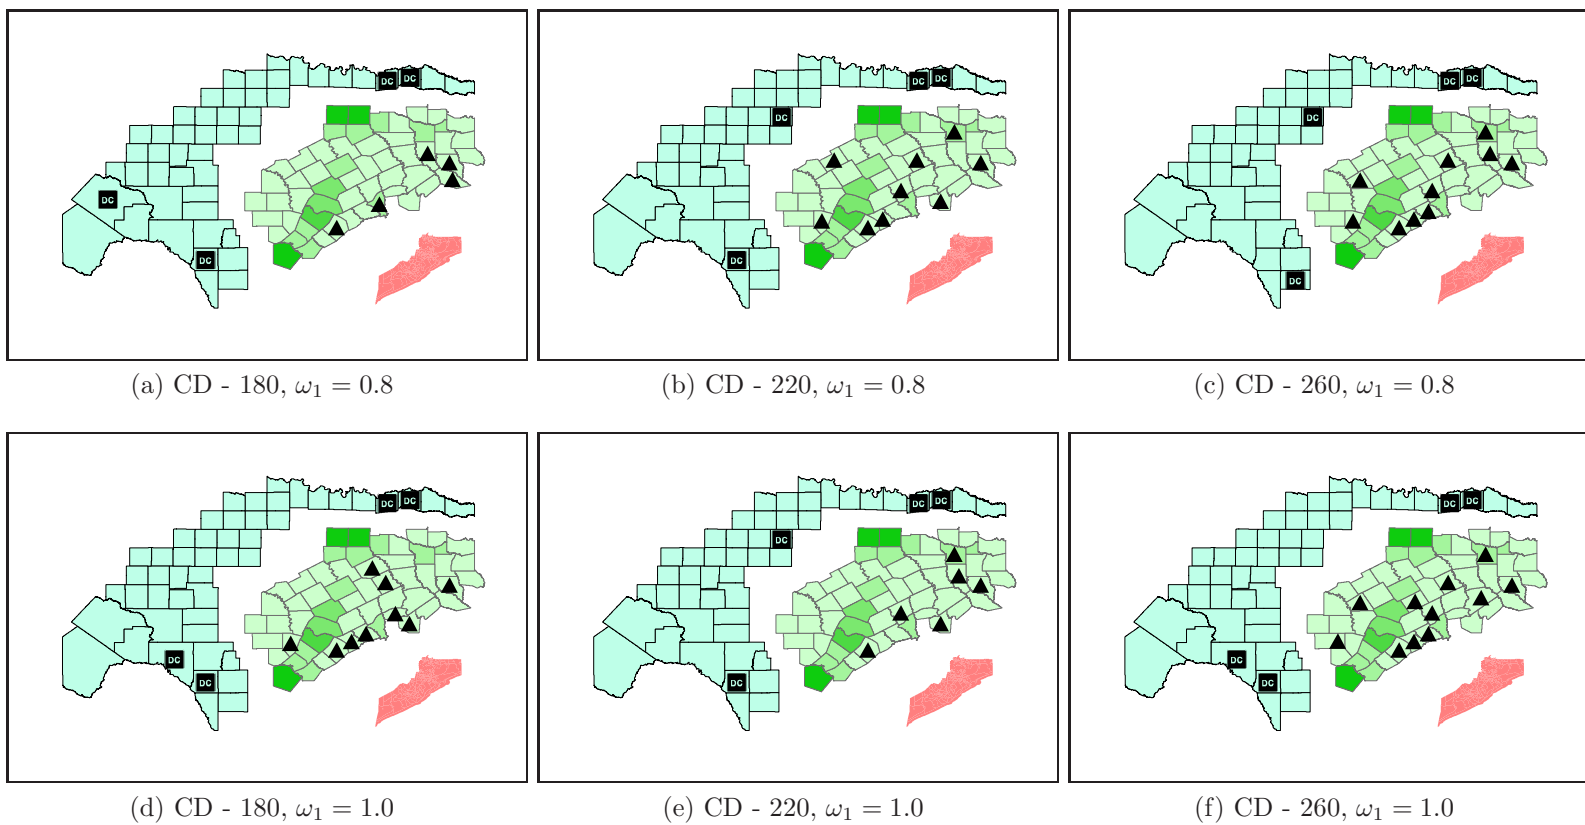 DC DC
DC
DC
DC DC
DC
DC
DC DC
DC
DC
(a) CD - 180, ω₁ = 0.8
(b) CD - 220, ω₁ = 0.8
(c) CD - 260, ω₁ = 0.8
DC DC
DC
DC
DC DC
DC
DC
DC DC
DC
DC
(d) CD - 180, ω₁ = 1.0
(e) CD - 220, ω₁ = 1.0
(f) CD - 260, ω₁ = 1.0